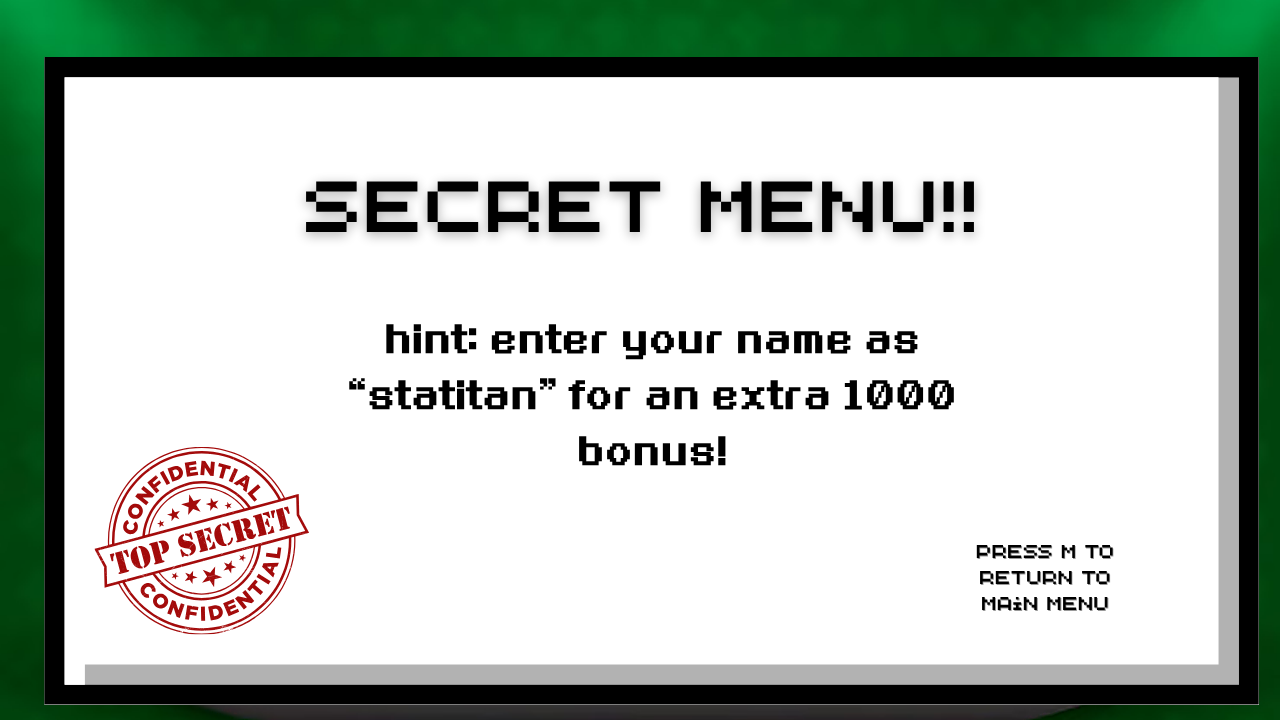 SECRET MENU!!
hint: enter your name as
“statitan” for an extra 1000
bonus!
CONFIDENTIAL
TOP SECRET
CONFIDENTIAL
PRESS M TO
RETURN TO
MAiN MENU